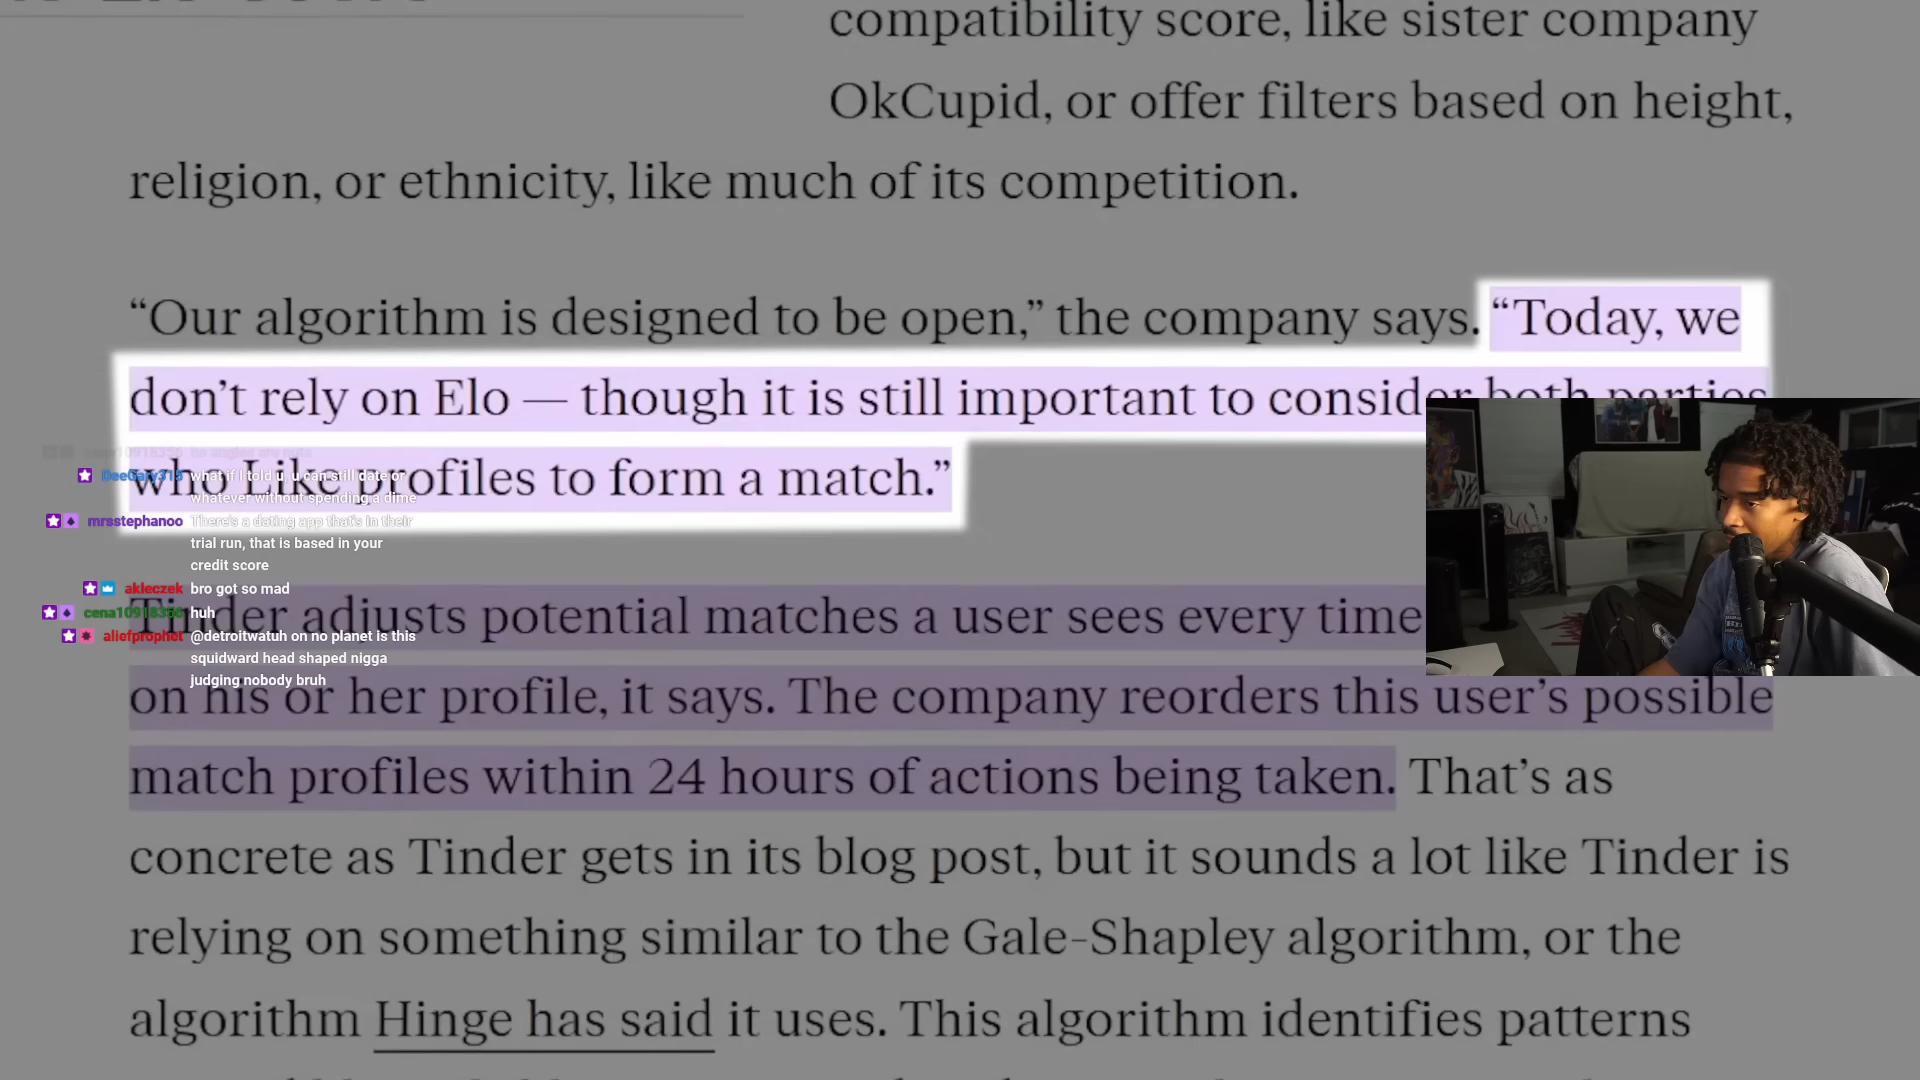 compatibility score, like sister company
OkCupid, or offer filters based on height,
religion, or ethnicity, like much of its competition.
“Our algorithm is designed to be open,” the company says. “Today, we
don’t rely on Elo — though it is still important to consider both parties
who Like profiles to form a match.”
Tinder adjusts potential matches a user sees every time
on his or her profile, it says. The company reorders this user’s possible
match profiles within 24 hours of actions being taken. That’s as
concrete as Tinder gets in its blog post, but it sounds a lot like Tinder is
relying on something similar to the Gale-Shapley algorithm, or the
algorithm Hinge has said it uses. This algorithm identifies patterns
what if I told u, u can still date or
whatever without spending a dime
mrsstephanoo There's a dating app that's in their
trial run, that is based in your
credit score
akleczek bro got so mad
huh
aliefprophet @detroitwatuh on no planet is this
squidward head shaped nigga
judging nobody bruh